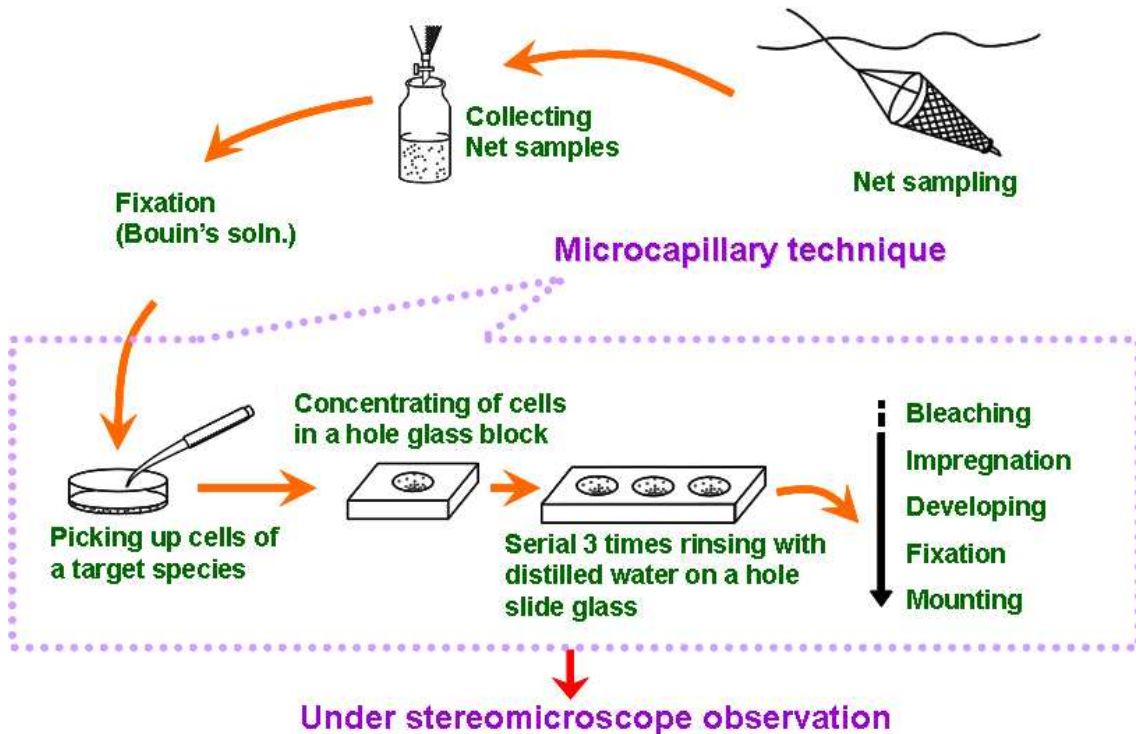 Collecting
Net samples
Net sampling
Fixation
(Bouin's soln.)
Microcapillary technique
Picking up cells of
a target species
Concentrating of cells
in a hole glass block
Serial 3 times rinsing with
distilled water on a hole
slide glass
Bleaching
Impregnation
Developing
Fixation
Mounting
Under stereomicroscope observation